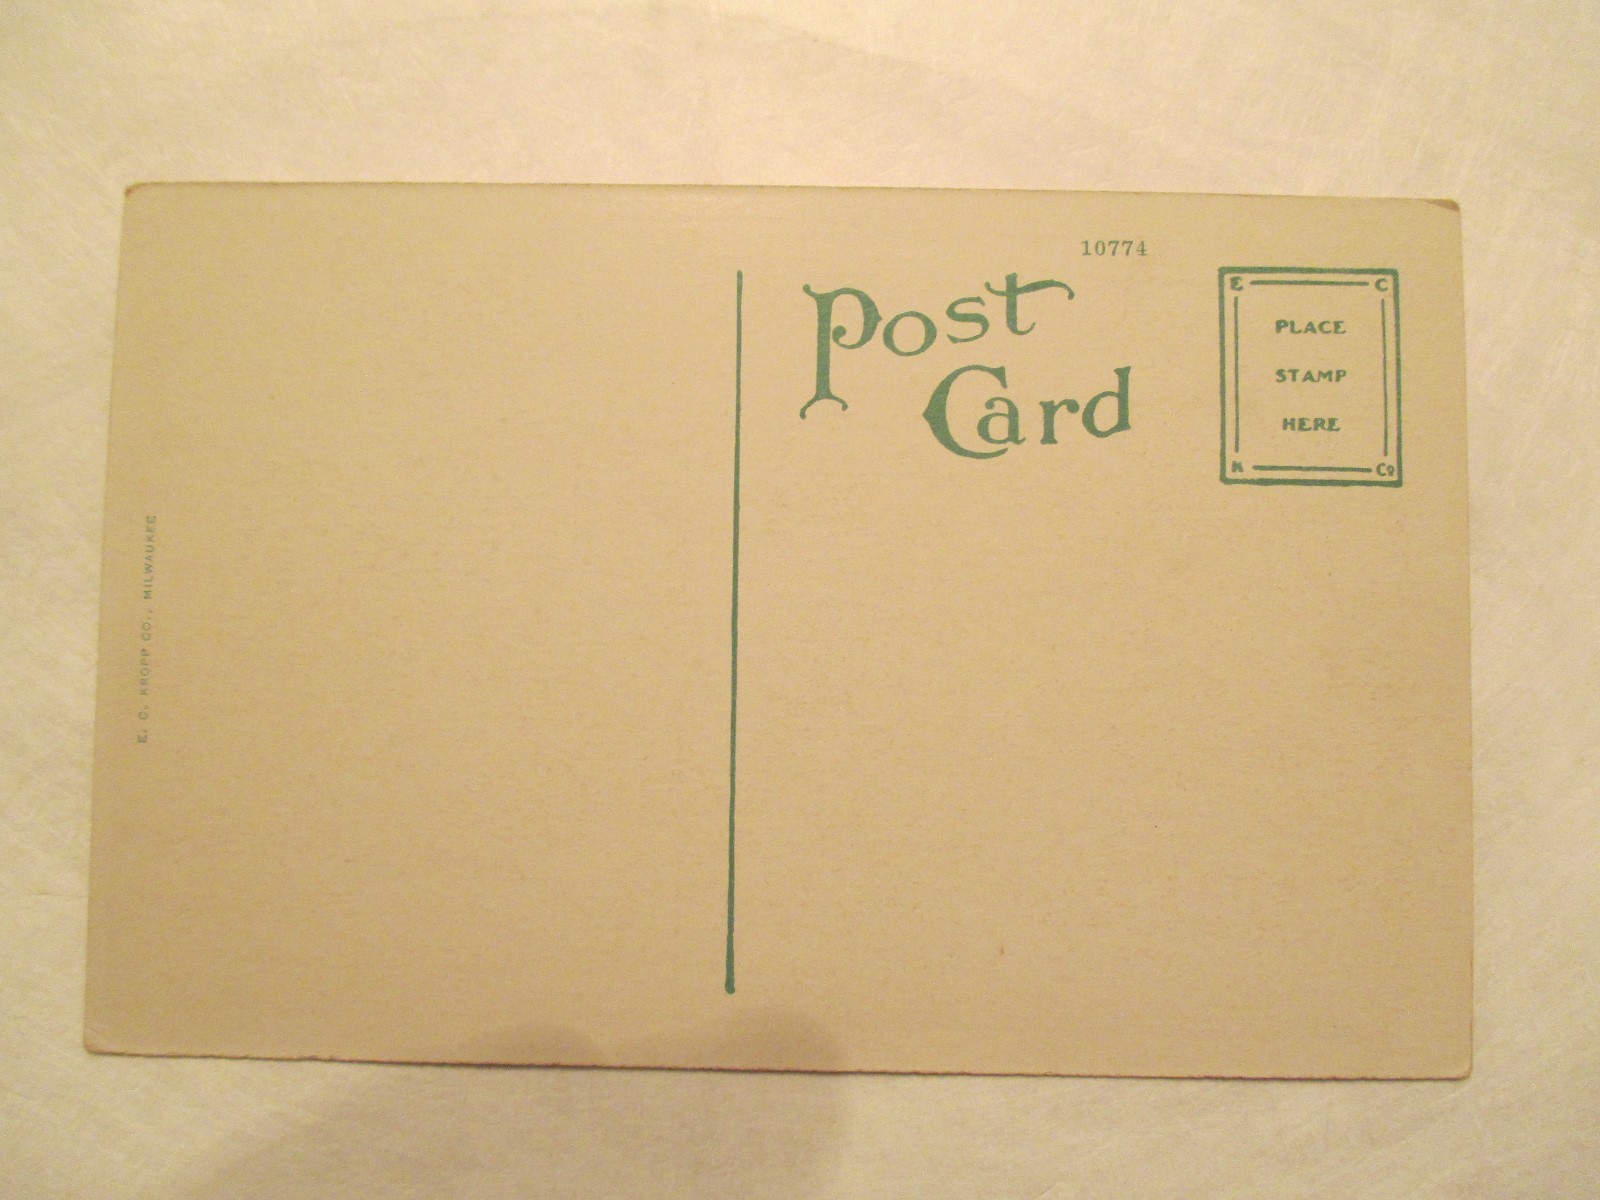 10774
Post
Card
E C
PLACE
STAMP
HERE
K Co
E. C. KROPP CO., MILWAUKEE